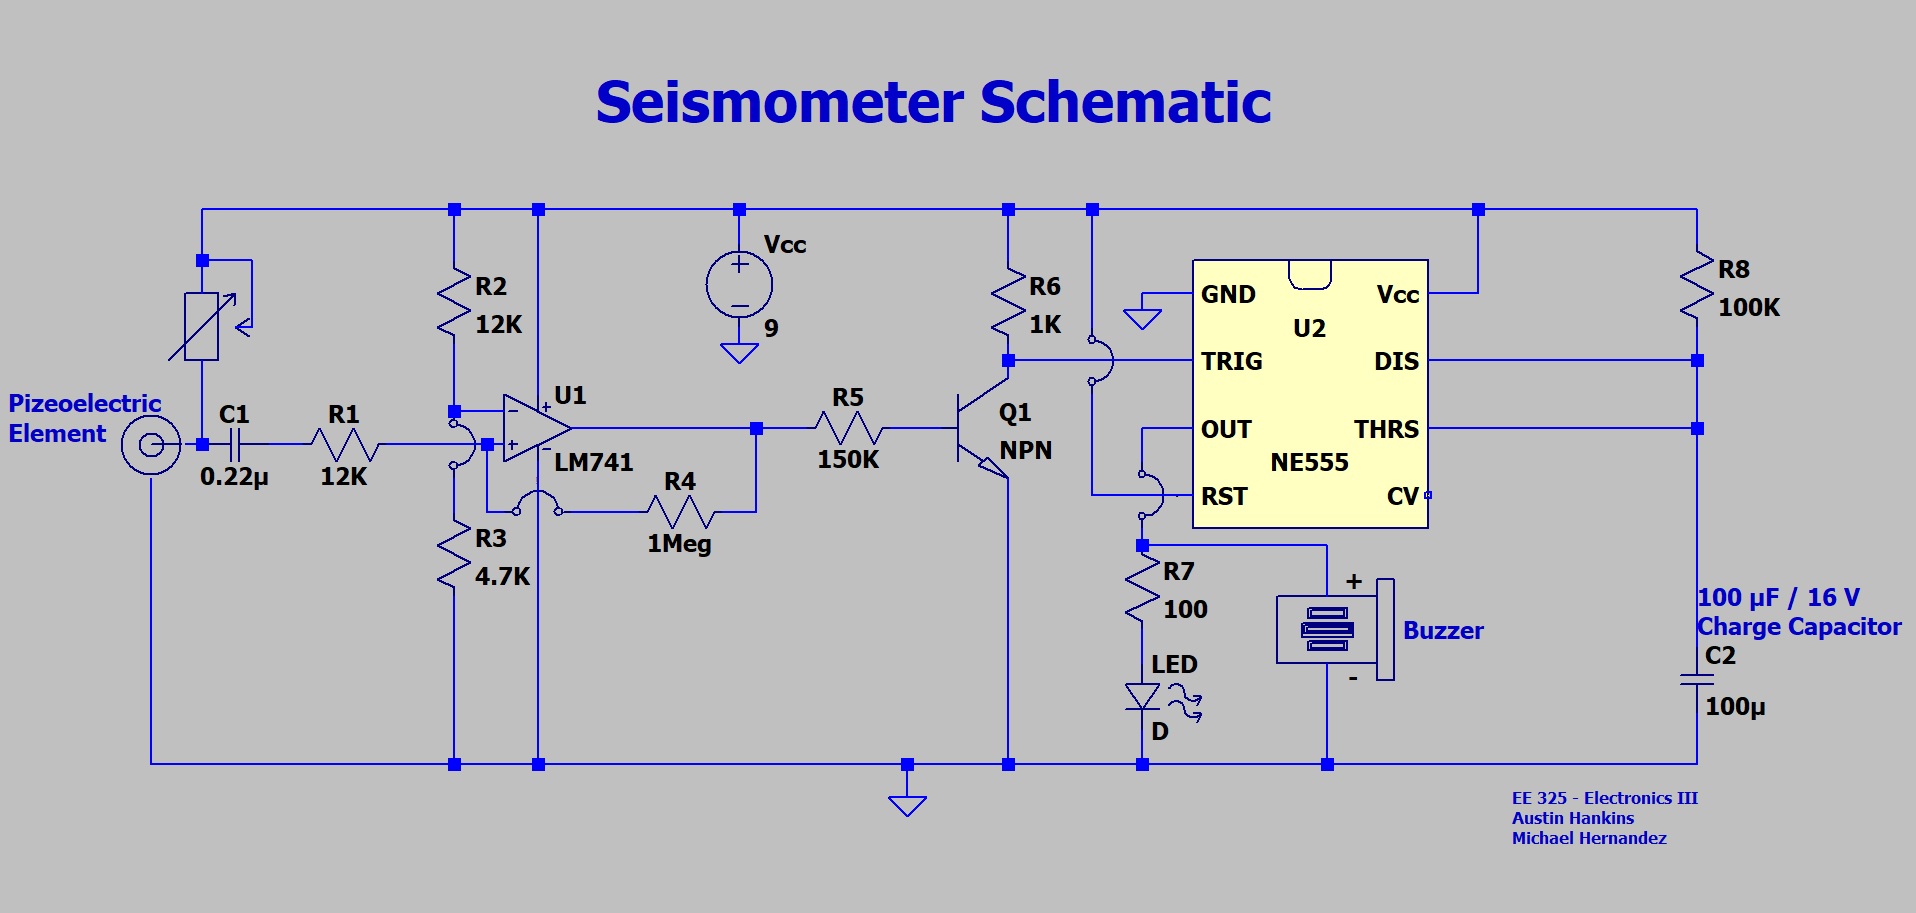 Seismometer Schematic
Vcc
9
Pizeoelectric
Element
C1
0.22µ
R1
12K
R2
12K
R3
4.7K
U1
LM741
R4
1Meg
R5
150K
R6
1K
Q1
NPN
GND
Vcc
U2
TRIG
DIS
OUT
THRS
NE555
RST
CV
R7
100
LED
D
+
-
Buzzer
R8
100K
100 µF / 16 V
Charge Capacitor
C2
100µ
EE 325 - Electronics III
Austin Hankins
Michael Hernandez